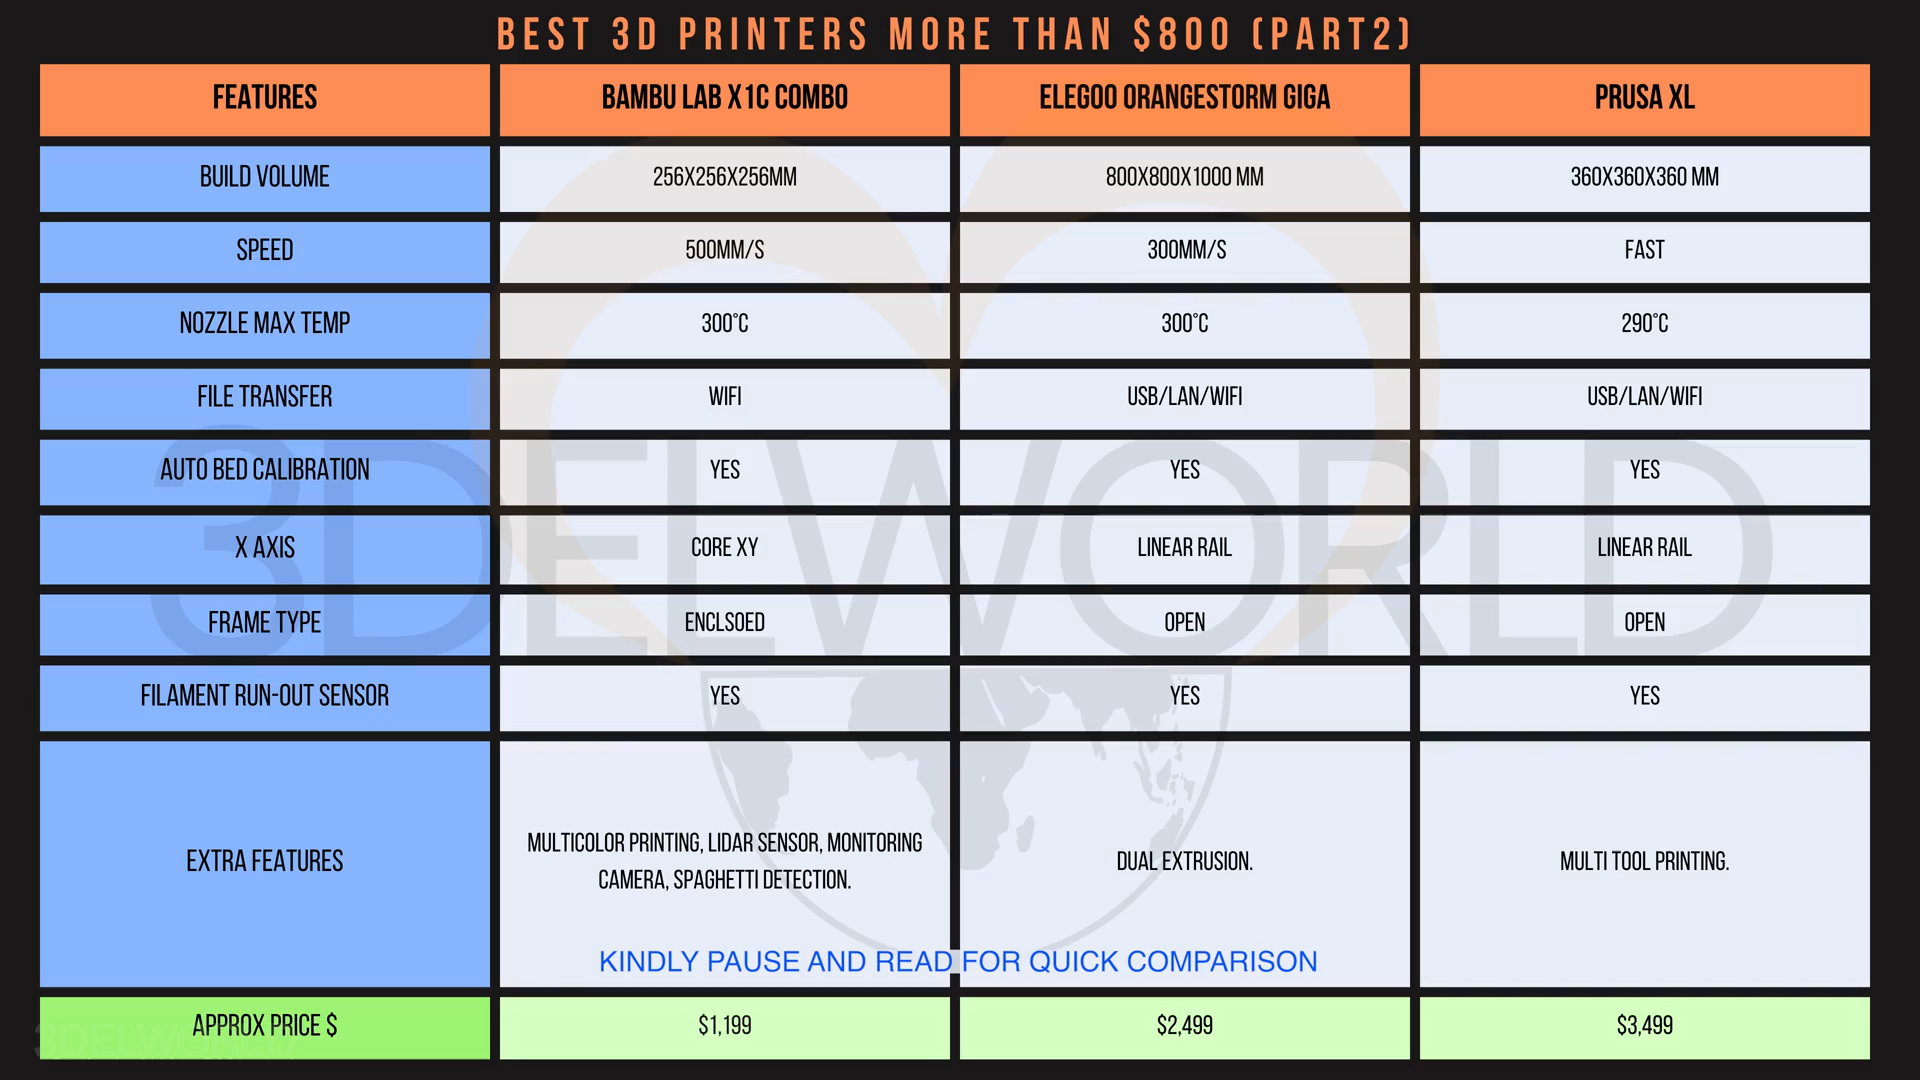 BEST 3D PRINTERS MORE THAN $800 (PART2)
FEATURES BAMBU LAB X1C COMBO ELEGOO ORANGESTORM GIGA PRUSA XL
BUILD VOLUME 256X256X256MM 800X800X1000 MM 360X360X360 MM
SPEED 500MM/S 300MM/S FAST
NOZZLE MAX TEMP 300°C 300°C 290°C
FILE TRANSFER WIFI USB/LAN/WIFI USB/LAN/WIFI
AUTO BED CALIBRATION YES YES YES
X AXIS CORE XY LINEAR RAIL LINEAR RAIL
3DELWORLD
FRAME TYPE ENCLSOED OPEN OPEN
FILAMENT RUN-OUT SENSOR YES YES YES
EXTRA FEATURES MULTICOLOR PRINTING, LIDAR SENSOR, MONITORING
CAMERA, SPAGHETTI DETECTION. DUAL EXTRUSION. MULTI TOOL PRINTING.
KINDLY PAUSE AND READ FOR QUICK COMPARISON
APPROX PRICE $ $1,199 $2,499 $3,499
3DELWORLD